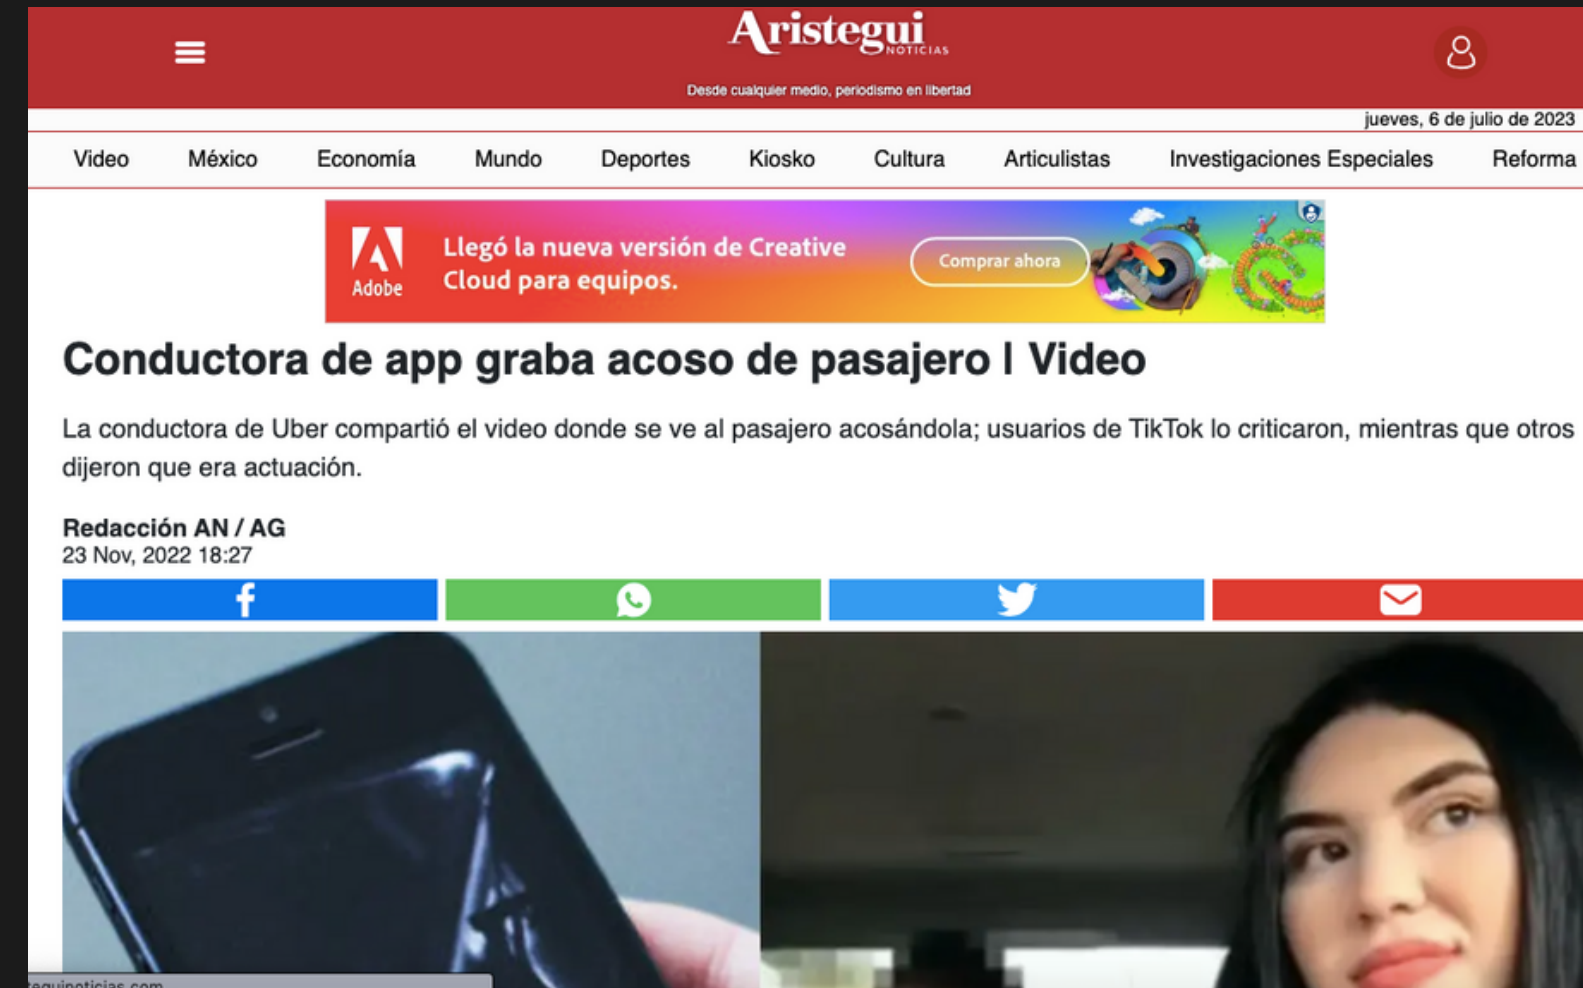 Aristegui
NOTICIAS
Desde cualquier medio, periodismo en libertad
jueves, 6 de julio de 2023
Video México Economía Mundo Deportes Kiosko Cultura Articulistas Investigaciones Especiales Reforma
Adobe
Llegó la nueva versión de Creative
Cloud para equipos.
Comprar ahora
Conductora de app graba acoso de pasajero | Video
La conductora de Uber compartió el video donde se ve al pasajero acosándola; usuarios de TikTok lo criticaron, mientras que otros
dijeron que era actuación.
Redacción AN / AG
23 Nov, 2022 18:27